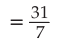 = 31/7